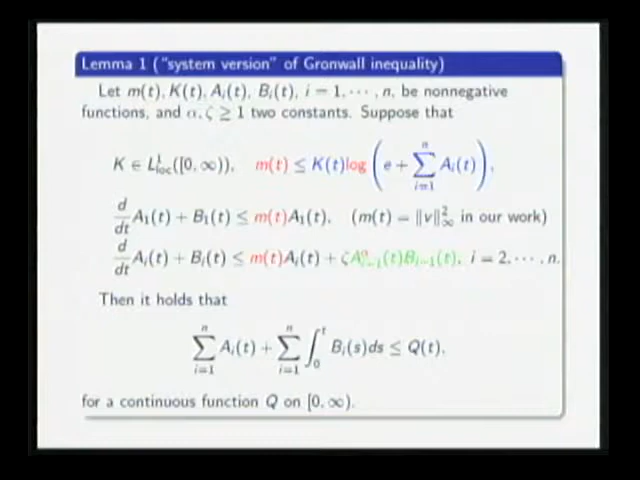 Lemma 1 ("system version" of Gronwall inequality)
Let m(t), K(t), A_i(t), B_i(t), i = 1, ⋯, n, be nonnegative
functions, and α, ζ ≥ 1 two constants. Suppose that
K ∈ L^1_loc([0, ∞)), m(t) ≤ K(t)log(e + ∑_{i=1}^n A_i(t)),
d/dt A_1(t) + B_1(t) ≤ m(t)A_1(t), (m(t) = ‖v‖^2_∞ in our work)
d/dt A_i(t) + B_i(t) ≤ m(t)A_i(t) + ζA^α_{i−1}(t)B_{i−1}(t), i = 2, ⋯, n.
Then it holds that
∑_{i=1}^n A_i(t) + ∑_{i=1}^n ∫_0^t B_i(s)ds ≤ Q(t),
for a continuous function Q on [0, ∞).